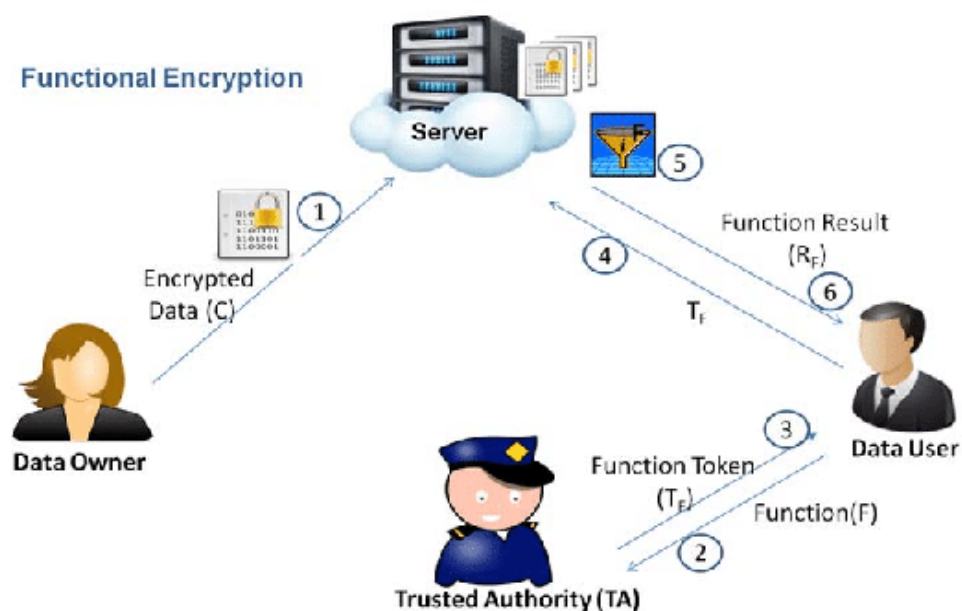 Functional Encryption
Server
1
5
Function Result
(R_F)
4
6
Encrypted
Data (C)
T_F
Data Owner
3
Data User
Function Token
(T_F)
Function(F)
2
Trusted Authority (TA)